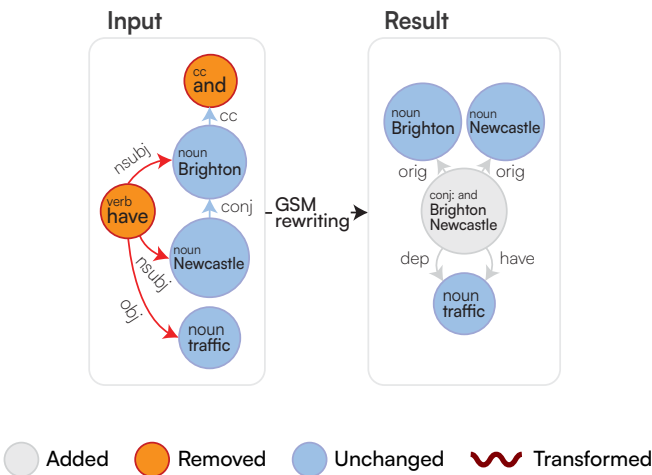 Input
Result
cc
and
cc
nsubj
noun
Brighton
verb
have
conj
nsubj
noun
Newcastle
obj
noun
traffic
GSM
rewriting
noun
Brighton
noun
Newcastle
orig
orig
conj: and
Brighton
Newcastle
dep
have
noun
traffic
Added
Removed
Unchanged
Transformed